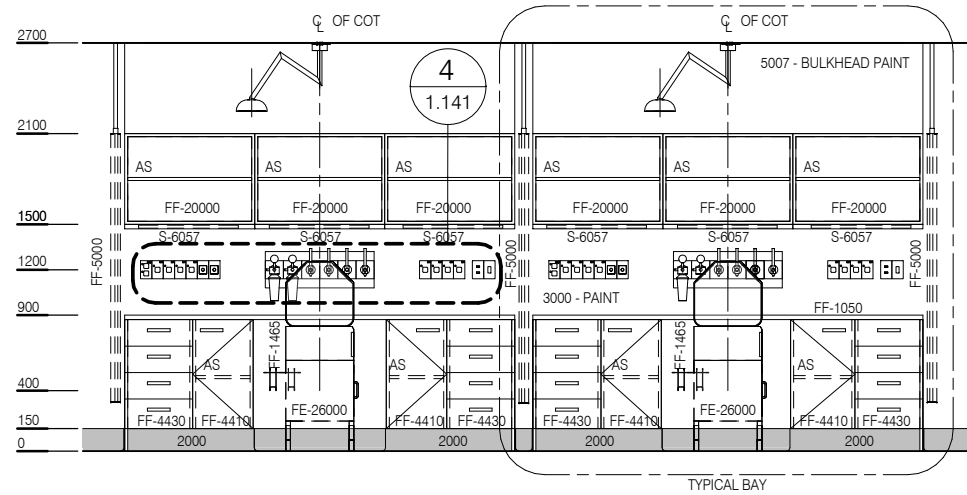 ℄ OF COT
℄ OF COT
2700
4
1.141
5007 - BULKHEAD PAINT
2100
AS
AS
AS
AS
AS
AS
FF-20000
FF-20000
FF-20000
FF-20000
FF-20000
FF-20000
1500
S-6057
S-6057
S-6057
S-6057
S-6057
S-6057
FF-5000
FF-5000
FF-5000
1200
3000 - PAINT
900
FF-1050
FF-1465
FF-1465
AS
AS
AS
AS
400
FE-26000
FE-26000
FF-4430
FF-4410
FF-4410
FF-4430
FF-4430
FF-4410
FF-4410
FF-4430
150
0
2000
2000
2000
2000
TYPICAL BAY